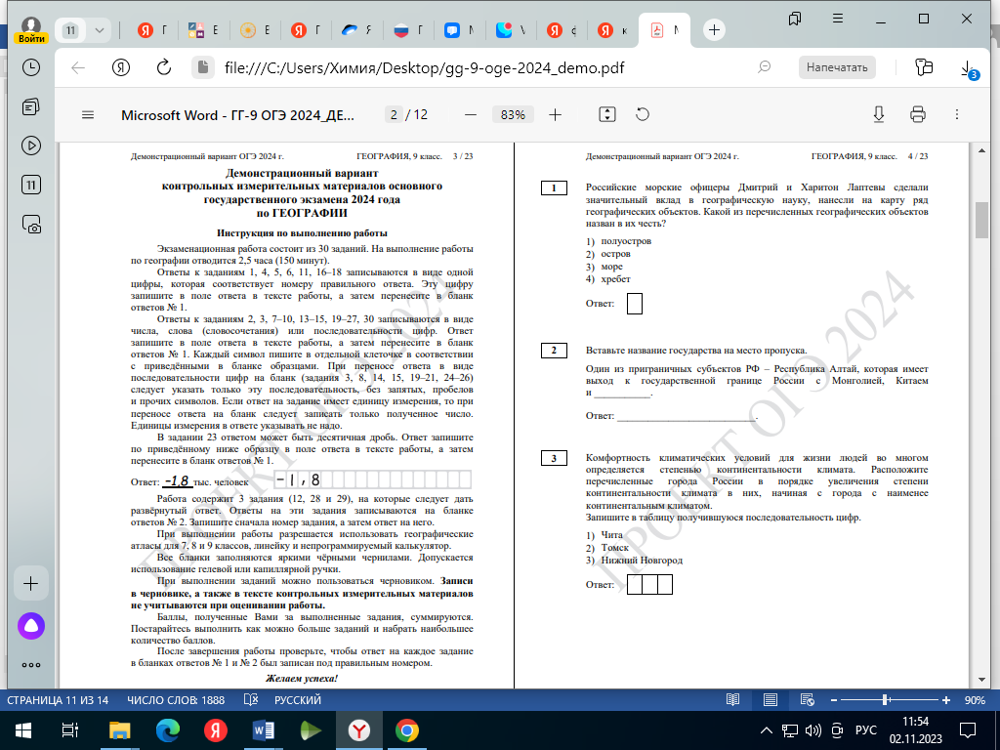 11
Г
Е
Е
Г
Я
Г
М
V
ф
к
М
Войти
file:///C:/Users/Химия/Desktop/gg-9-oge-2024_demo.pdf
Напечатать
3
Microsoft Word - ГГ-9 ОГЭ 2024_ДЕ...
2 / 12
83%
11
Демонстрационный вариант ОГЭ 2024 г. ГЕОГРАФИЯ, 9 класс. 3 / 23
Демонстрационный вариант
контрольных измерительных материалов основного
государственного экзамена 2024 года
по ГЕОГРАФИИ
Инструкция по выполнению работы
Экзаменационная работа состоит из 30 заданий. На выполнение работы
по географии отводится 2,5 часа (150 минут).
Ответы к заданиям 1, 4, 5, 6, 11, 16–18 записываются в виде одной
цифры, которая соответствует номеру правильного ответа. Эту цифру
запишите в поле ответа в тексте работы, а затем перенесите в бланк
ответов № 1.
Ответы к заданиям 2, 3, 7–10, 13–15, 19–27, 30 записываются в виде
числа, слова (словосочетания) или последовательности цифр. Ответ
запишите в поле ответа в тексте работы, а затем перенесите в бланк
ответов № 1. Каждый символ пишите в отдельной клеточке в соответствии
с приведёнными в бланке образцами. При переносе ответа в виде
последовательности цифр на бланк (задания 3, 8, 14, 15, 19–21, 24–26)
следует указать только эту последовательность, без запятых, пробелов
и прочих символов. Если ответ на задание имеет единицу измерения, то при
переносе ответа на бланк следует записать только полученное число.
Единицы измерения в ответе указывать не надо.
В задании 23 ответом может быть десятичная дробь. Ответ запишите
по приведённому ниже образцу в поле ответа в тексте работы, а затем
перенесите в бланк ответов № 1.
Ответ: –1,8 тыс. человек –1,8
Работа содержит 3 задания (12, 28 и 29), на которые следует дать
развёрнутый ответ. Ответы на эти задания записываются на бланке
ответов № 2. Запишите сначала номер задания, а затем ответ на него.
При выполнении работы разрешается использовать географические
атласы для 7, 8 и 9 классов, линейку и непрограммируемый калькулятор.
Все бланки заполняются яркими чёрными чернилами. Допускается
использование гелевой или капиллярной ручки.
При выполнении заданий можно пользоваться черновиком. Записи
в черновике, а также в тексте контрольных измерительных материалов
не учитываются при оценивании работы.
Баллы, полученные Вами за выполненные задания, суммируются.
Постарайтесь выполнить как можно больше заданий и набрать наибольшее
количество баллов.
После завершения работы проверьте, чтобы ответ на каждое задание
в бланках ответов № 1 и № 2 был записан под правильным номером.
Желаем успеха!
ПРОЕКТ ОГЭ 2024
Демонстрационный вариант ОГЭ 2024 г. ГЕОГРАФИЯ, 9 класс. 4 / 23
1
Российские морские офицеры Дмитрий и Харитон Лаптевы сделали
значительный вклад в географическую науку, нанесли на карту ряд
географических объектов. Какой из перечисленных географических объектов
назван в их честь?
1) полуостров
2) остров
3) море
4) хребет
Ответ:
2
Вставьте название государства на место пропуска.
Один из приграничных субъектов РФ – Республика Алтай, которая имеет
выход к государственной границе России с Монголией, Китаем
и ___________.
Ответ: ___________________________.
3
Комфортность климатических условий для жизни людей во многом
определяется степенью континентальности климата. Расположите
перечисленные города России в порядке увеличения степени
континентальности климата в них, начиная с города с наименее
континентальным климатом.
Запишите в таблицу получившуюся последовательность цифр.
1) Чита
2) Томск
3) Нижний Новгород
Ответ:
ПРОЕКТ ОГЭ 2024
СТРАНИЦА 11 ИЗ 14 ЧИСЛО СЛОВ: 1888 РУССКИЙ 90%
РУС
11:54
02.11.2023